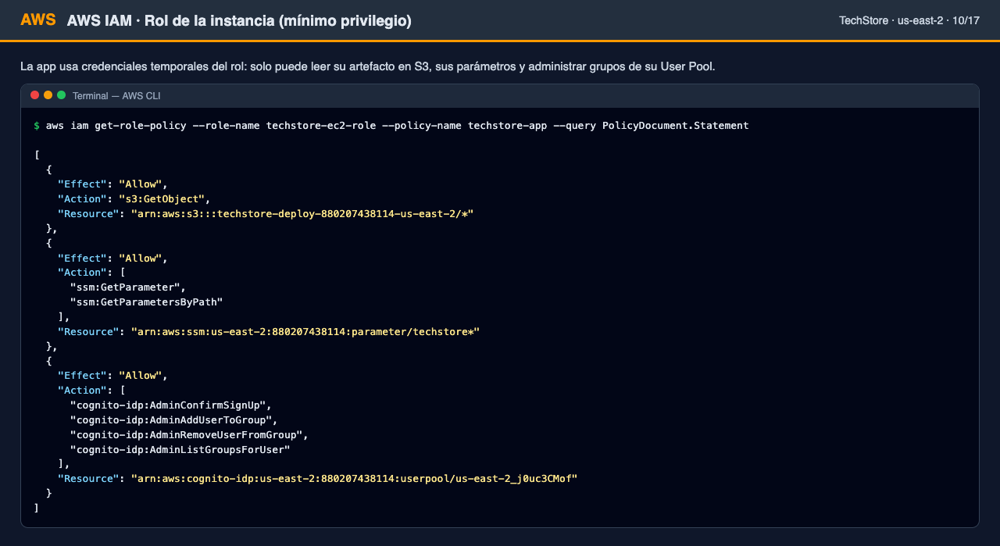 AWS AWS IAM · Rol de la instancia (mínimo privilegio)
TechStore · us-east-2 · 10/17
La app usa credenciales temporales del rol: solo puede leer su artefacto en S3, sus parámetros y administrar grupos de su User Pool.
Terminal — AWS CLI
$ aws iam get-role-policy --role-name techstore-ec2-role --policy-name techstore-app --query PolicyDocument.Statement
[
  {
    "Effect": "Allow",
    "Action": "s3:GetObject",
    "Resource": "arn:aws:s3:::techstore-deploy-880207438114-us-east-2/*"
  },
  {
    "Effect": "Allow",
    "Action": [
      "ssm:GetParameter",
      "ssm:GetParametersByPath"
    ],
    "Resource": "arn:aws:ssm:us-east-2:880207438114:parameter/techstore*"
  },
  {
    "Effect": "Allow",
    "Action": [
      "cognito-idp:AdminConfirmSignUp",
      "cognito-idp:AdminAddUserToGroup",
      "cognito-idp:AdminRemoveUserFromGroup",
      "cognito-idp:AdminListGroupsForUser"
    ],
    "Resource": "arn:aws:cognito-idp:us-east-2:880207438114:userpool/us-east-2_j0uc3CMof"
  }
]